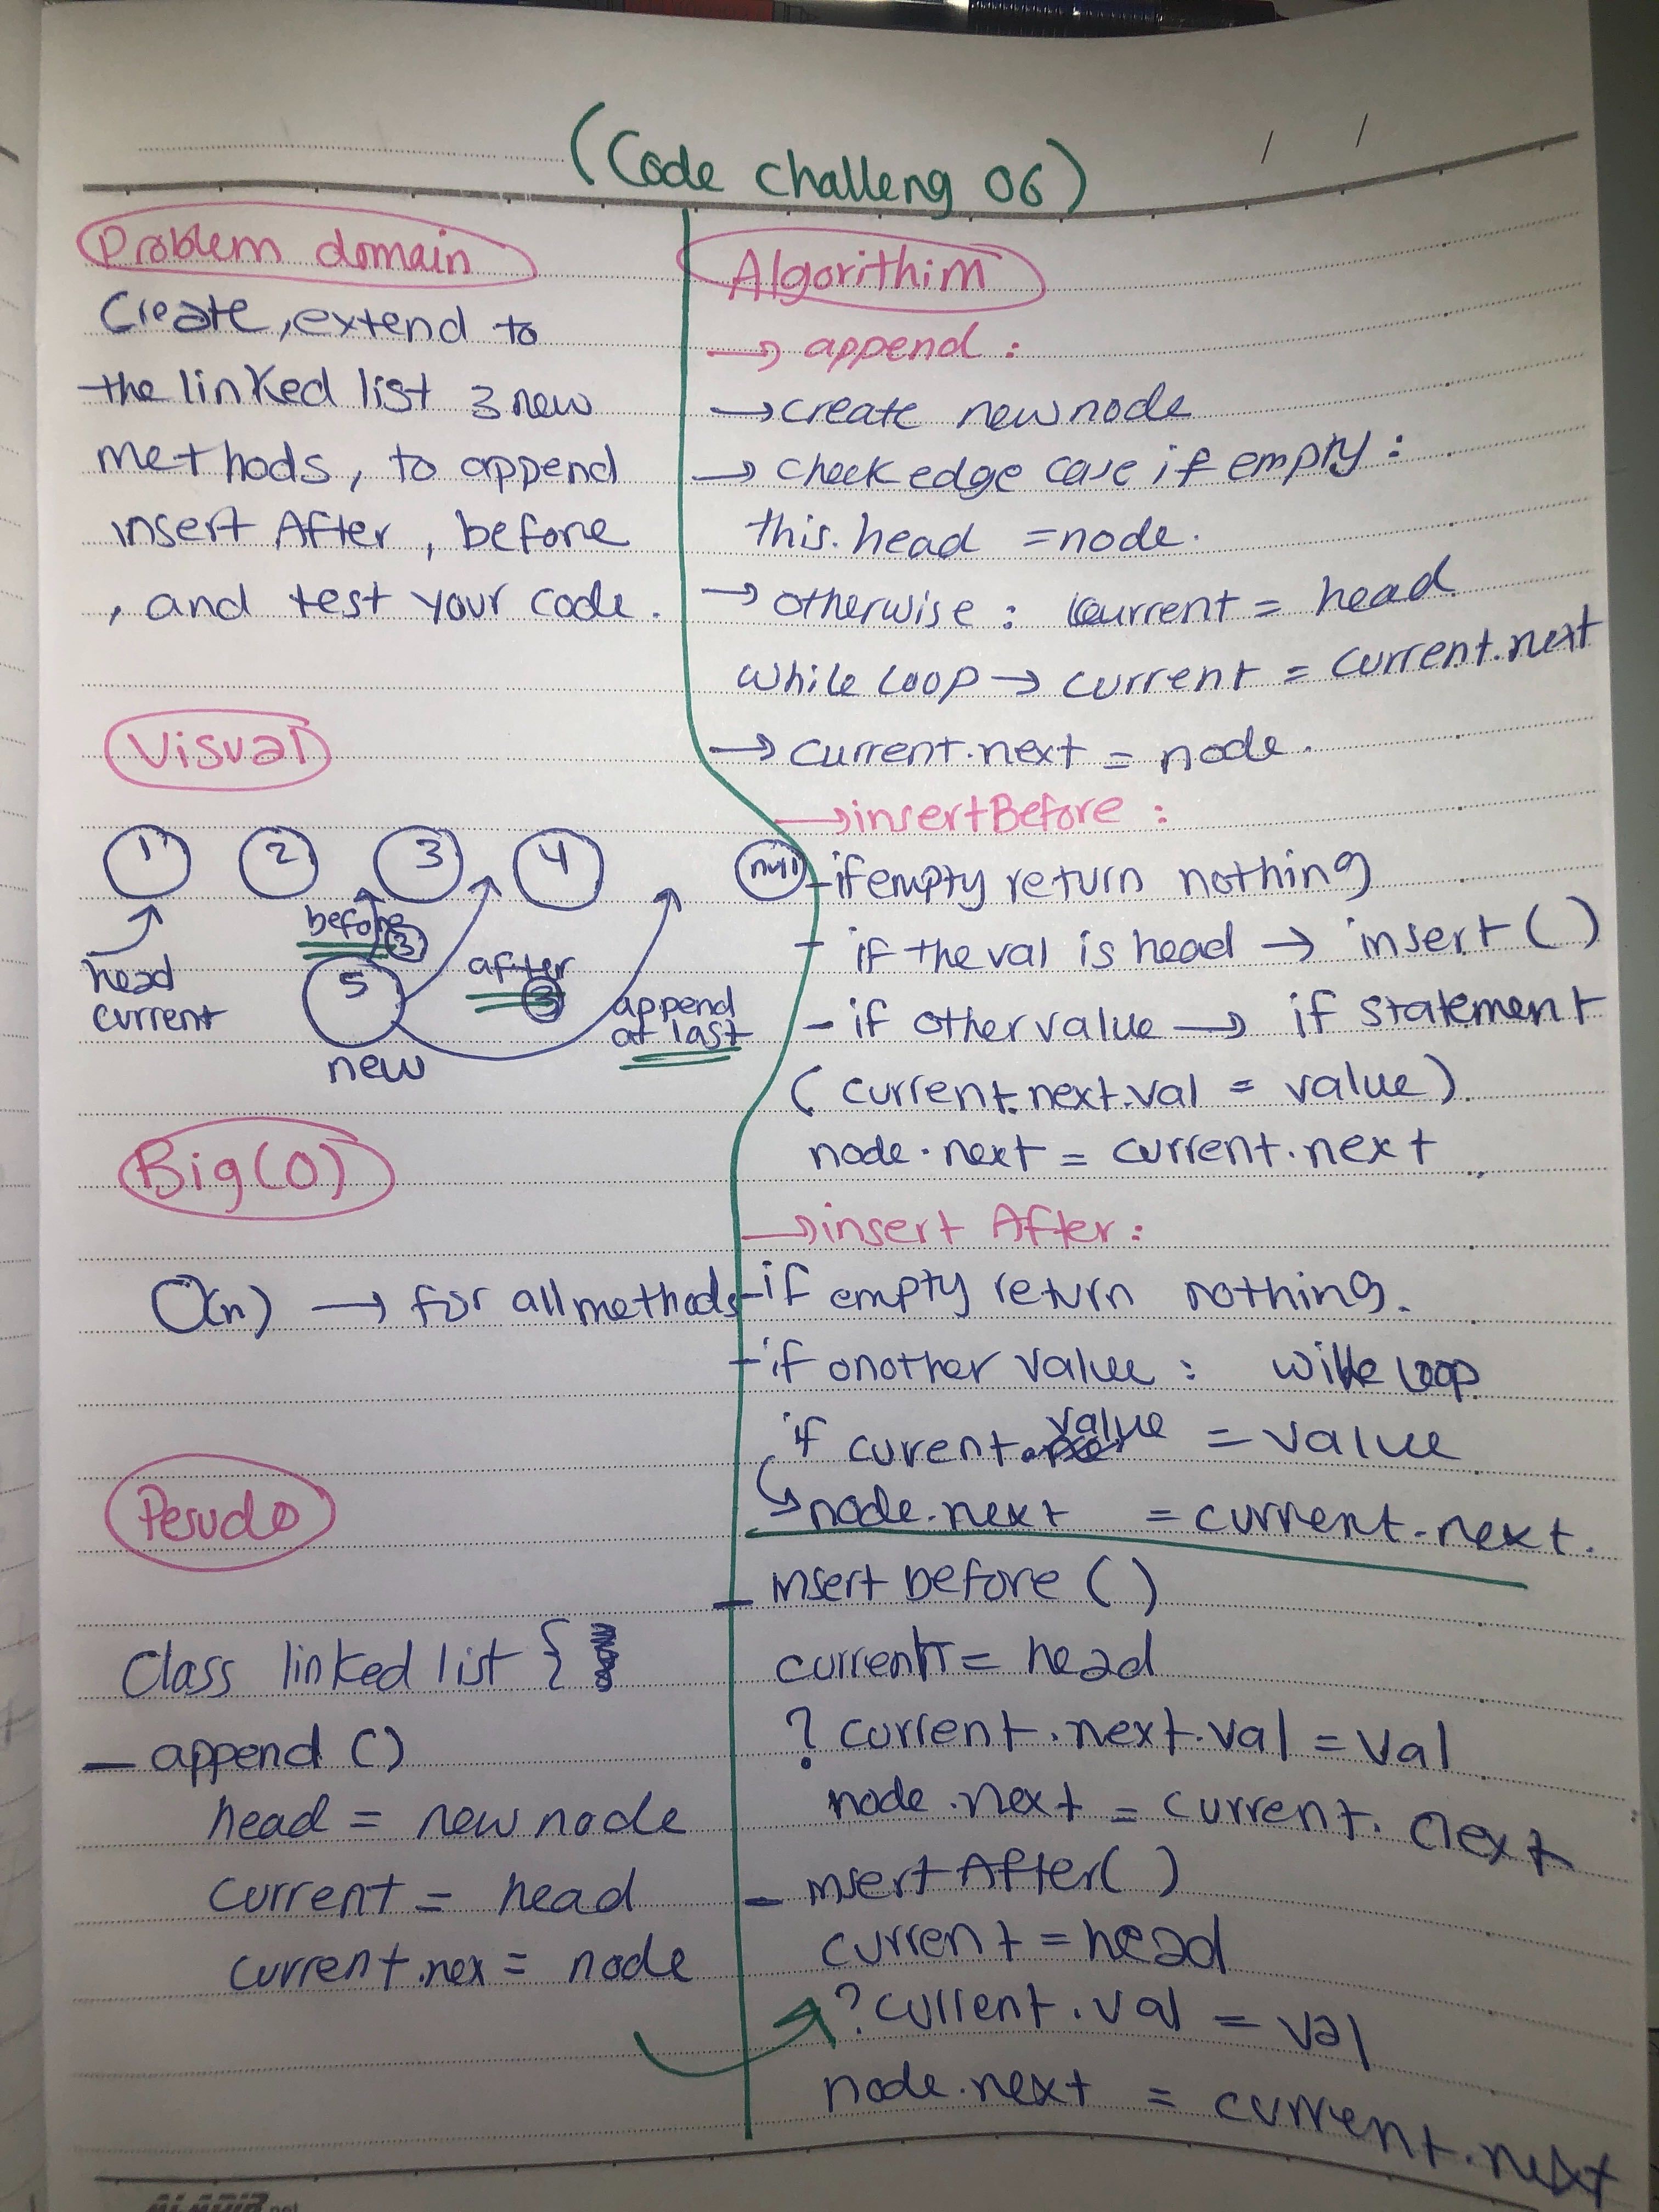 (Code challeng 06)
Problem domain
Create, extend to
the linked list 3 new
methods, to append
insert After, before
, and test your code.
Visual
1 2 3 4 null
before 3
head
current
5
new
after 3
append
at last
Big(O)
O(n) → for all methods
Perudo
Class linked list {
- append ()
head = new node
current = head
current.nex = node
Algorithim
→ append :
→ create new node
→ check edge case if empty :
this.head = node.
→ otherwise : current = head
while loop → current = current.next
→ current.next = node.
→ insertBefore :
- if empty return nothing
- if the val is head → insert ()
- if other value → if statement
( current.next.val = value).
node.next = current.next
→ insert After :
- if empty return nothing.
- if onother value : loop
if curent.value = value
↳ node.next = current.next.
- insert before ()
current = head
? current.next.val = val
node.next = current.next
- insert After()
current = head
? current.val = val
node.next = current.next